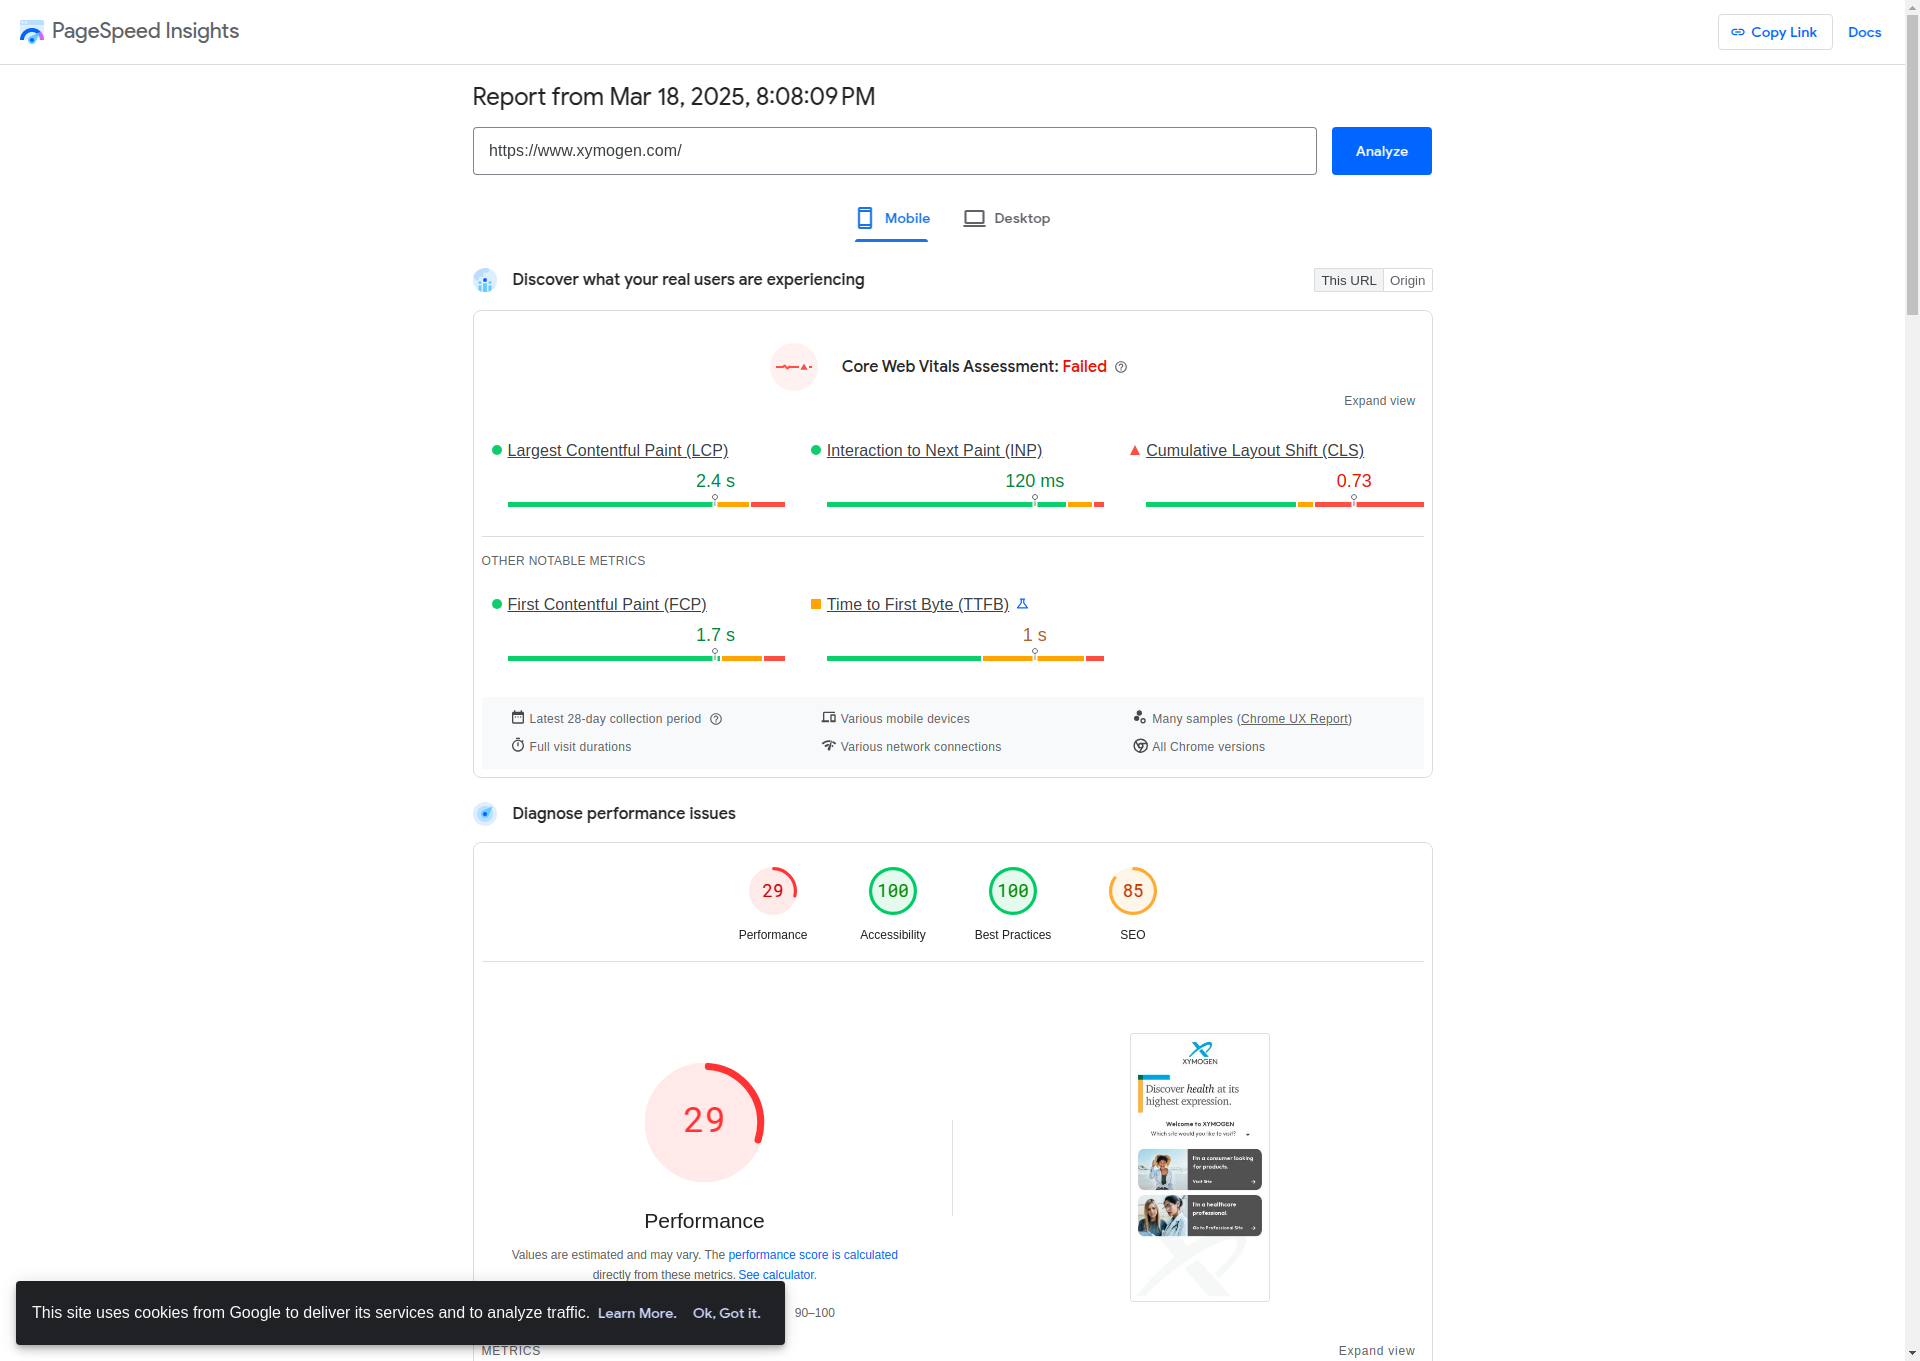 PageSpeed Insights
Copy Link
Docs
Report from Mar 18, 2025, 8:08:09 PM
https://www.xymogen.com/
Analyze
Mobile
Desktop
Discover what your real users are experiencing
This URL
Origin
Core Web Vitals Assessment: Failed
Expand view
Largest Contentful Paint (LCP)
2.4 s
Interaction to Next Paint (INP)
120 ms
Cumulative Layout Shift (CLS)
0.73
OTHER NOTABLE METRICS
First Contentful Paint (FCP)
1.7 s
Time to First Byte (TTFB)
1 s
Latest 28-day collection period
Various mobile devices
Many samples (Chrome UX Report)
Full visit durations
Various network connections
All Chrome versions
Diagnose performance issues
29
Performance
100
Accessibility
100
Best Practices
85
SEO
29
Performance
Values are estimated and may vary. The performance score is calculated
directly from these metrics. See calculator.
90–100
XYMOGEN
Discover health at its
highest expression.
Welcome to XYMOGEN
Which site would you like to visit?
I'm a consumer looking
for products.
Visit Site
I'm a healthcare
professional.
Go to Professional Site
This site uses cookies from Google to deliver its services and to analyze traffic. Learn More. Ok, Got it.
METRICS
Expand view